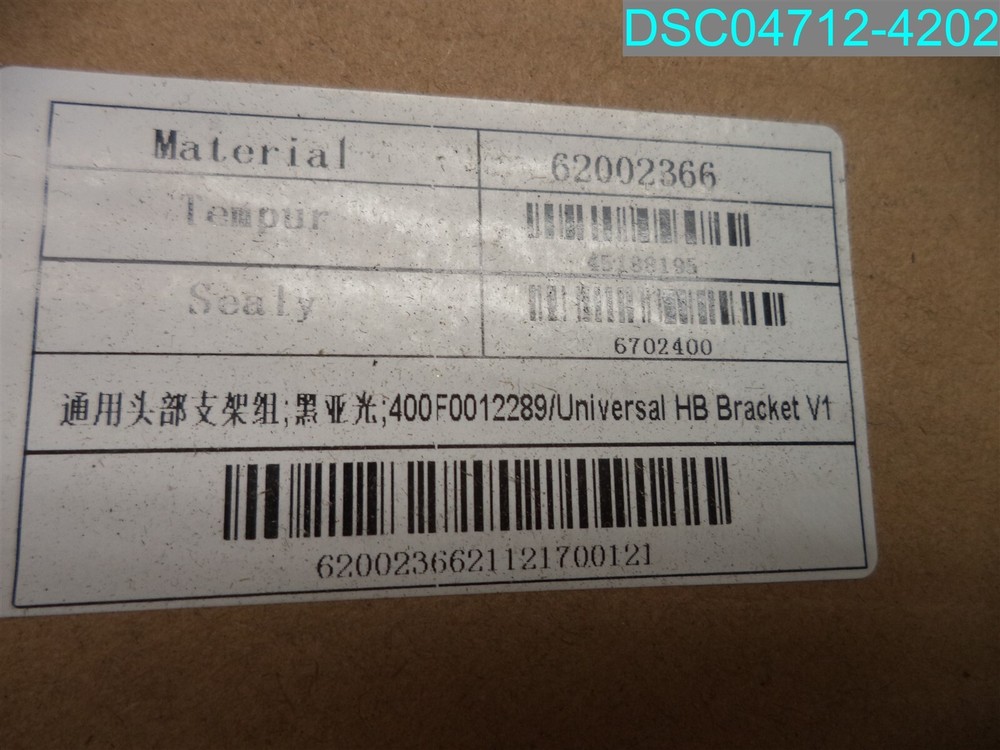 DSC04712-4202
Material 62002366
Tempur
45188195
Sealy
6702400
通用头部支架组;黑亚光;400F0012289/Universal HB Bracket V1
6200236621121700121